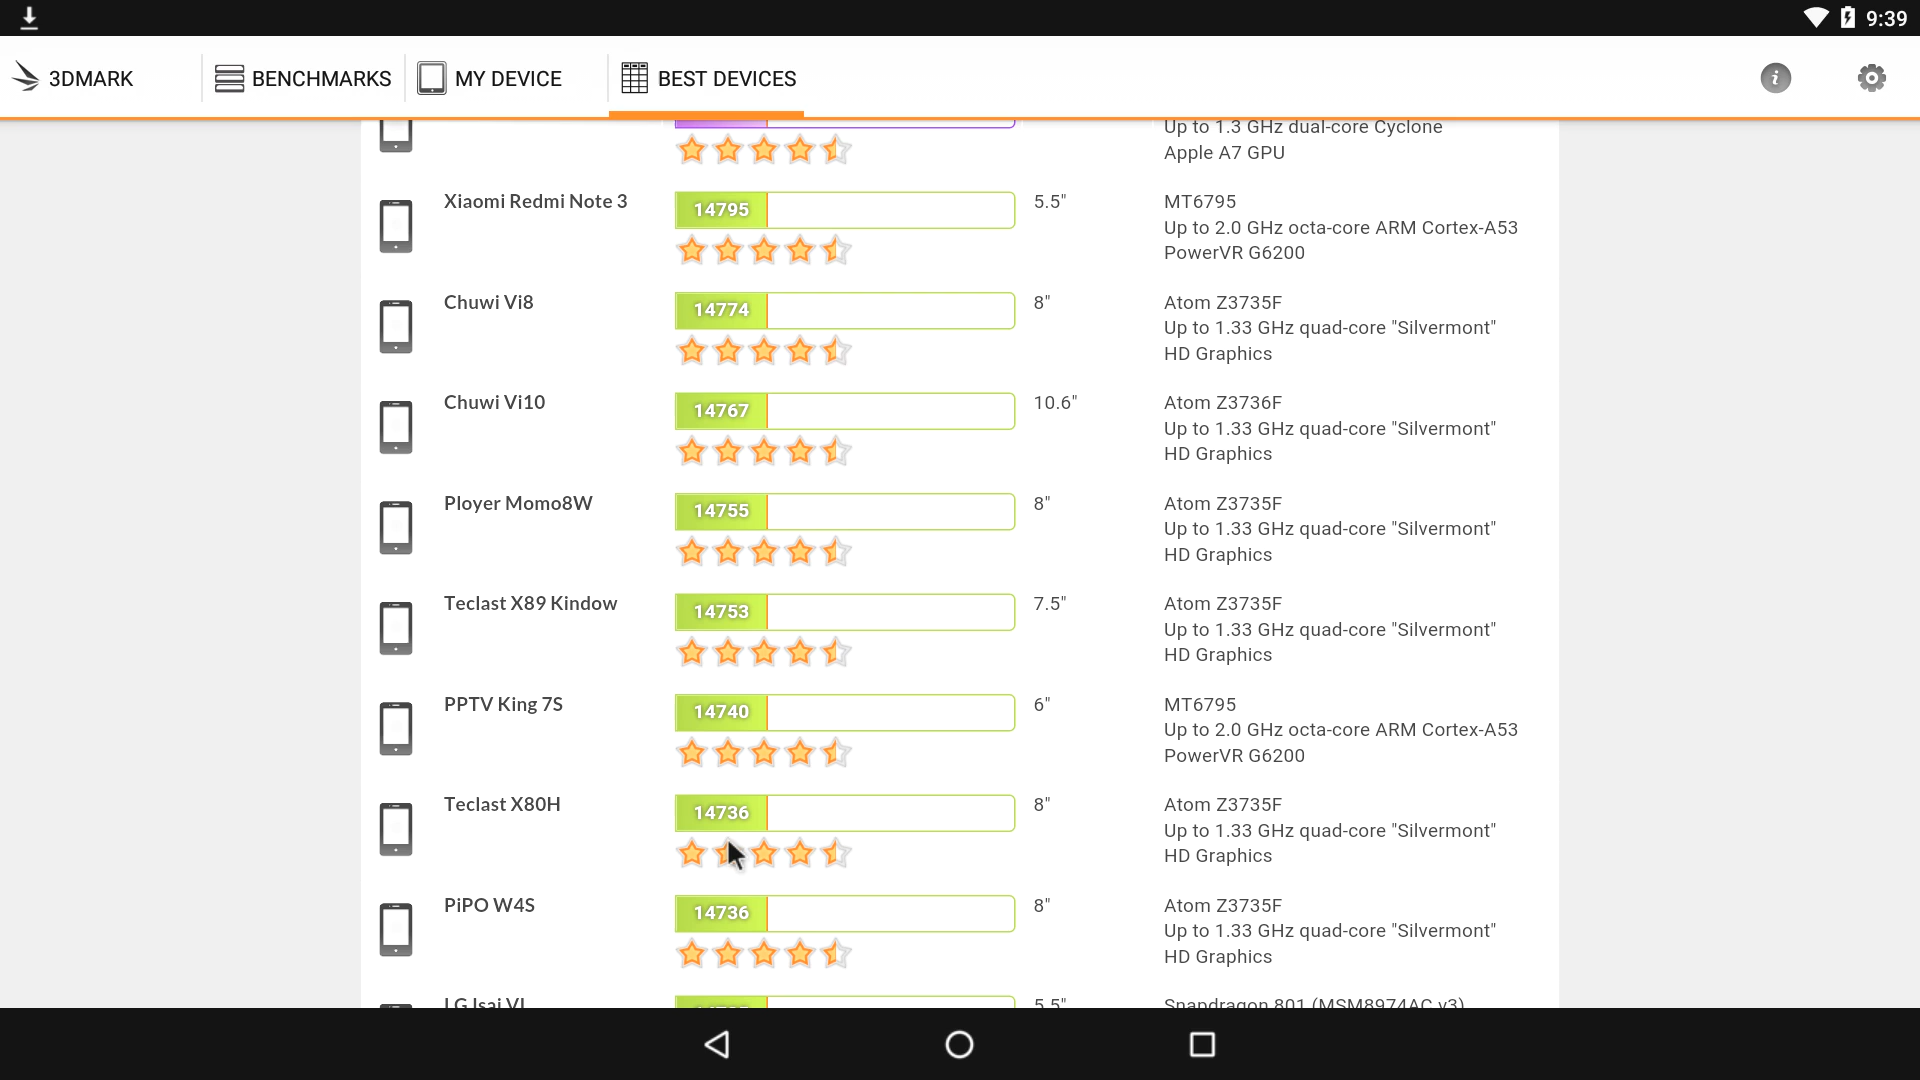 9:39
3DMARK
BENCHMARKS
MY DEVICE
BEST DEVICES
Up to 1.3 GHz dual-core Cyclone
Apple A7 GPU
Xiaomi Redmi Note 3
14795
5.5"
MT6795
Up to 2.0 GHz octa-core ARM Cortex-A53
PowerVR G6200
Chuwi Vi8
14774
8"
Atom Z3735F
Up to 1.33 GHz quad-core "Silvermont"
HD Graphics
Chuwi Vi10
14767
10.6"
Atom Z3736F
Up to 1.33 GHz quad-core "Silvermont"
HD Graphics
Ployer Momo8W
14755
8"
Atom Z3735F
Up to 1.33 GHz quad-core "Silvermont"
HD Graphics
Teclast X89 Kindow
14753
7.5"
Atom Z3735F
Up to 1.33 GHz quad-core "Silvermont"
HD Graphics
PPTV King 7S
14740
6"
MT6795
Up to 2.0 GHz octa-core ARM Cortex-A53
PowerVR G6200
Teclast X80H
14736
8"
Atom Z3735F
Up to 1.33 GHz quad-core "Silvermont"
HD Graphics
PiPO W4S
14736
8"
Atom Z3735F
Up to 1.33 GHz quad-core "Silvermont"
HD Graphics
LG Isai VL
5.5"
Snapdragon 801 (MSM8974AC v3)